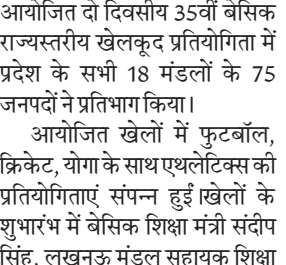 आयोजित दो दिवसीय 35वीं बेसिक
राज्यस्तरीय खेलकूद प्रतियोगिता में
प्रदेश के सभी 18 मंडलों के 75
जनपदों ने प्रतिभाग किया।
आयोजित खेलों में फुटबॉल,
क्रिकेट, योगा के साथ एथलेटिक्स की
प्रतियोगिताएं संपन्न हुईं।खेलों के
शुभारंभ में बेसिक शिक्षा मंत्री संदीप
सिंह, लखनऊ मंडल सहायक शिक्षा